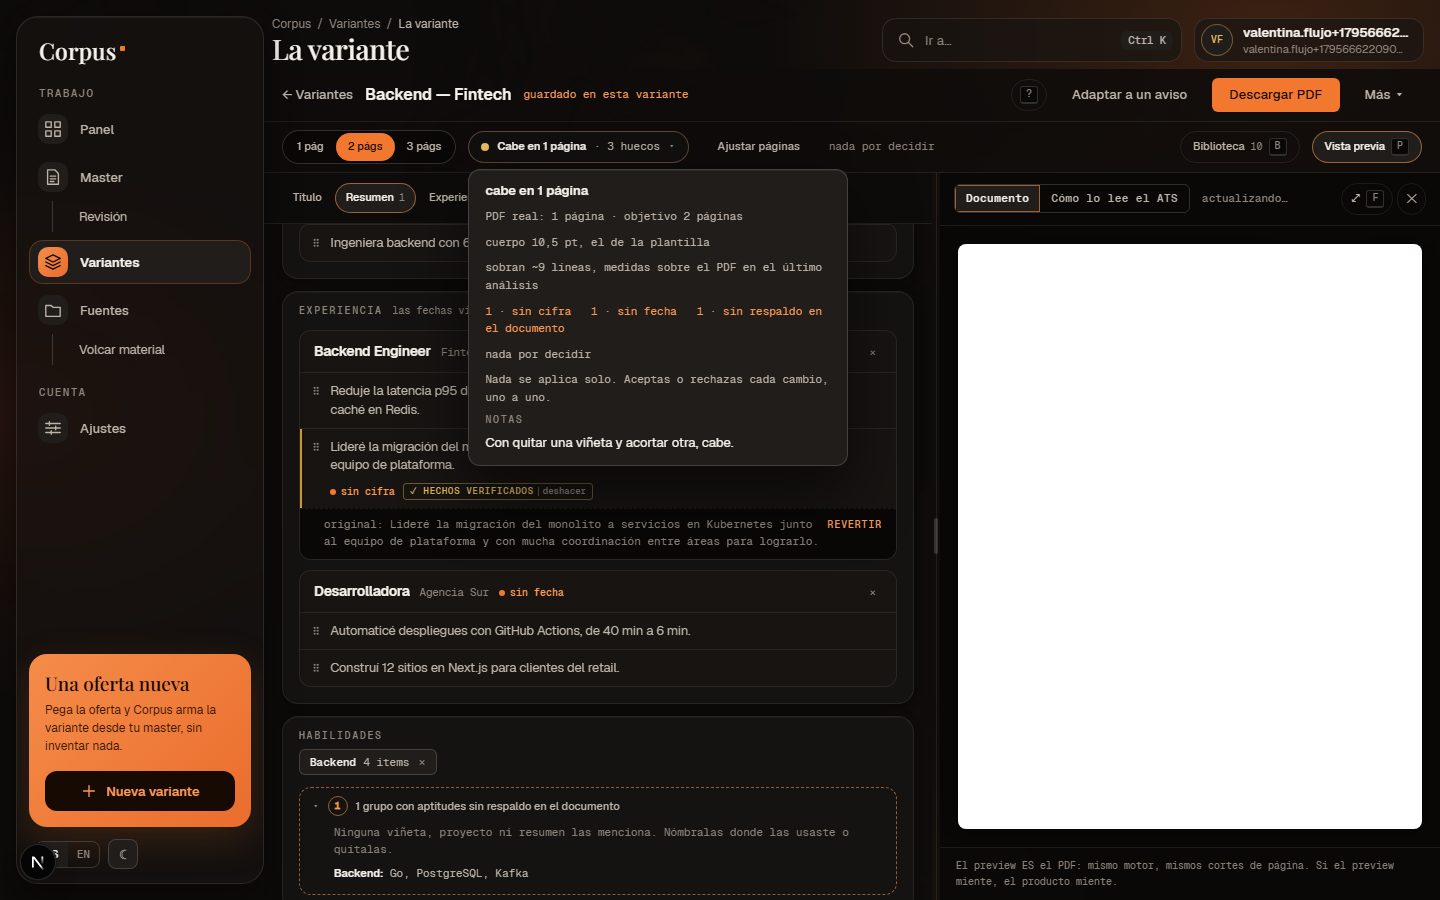 Corpus
TRABAJO
Panel
Master
Revisión
Variantes
Fuentes
Volcar material
CUENTA
Ajustes
Una oferta nueva
Pega la oferta y Corpus arma la
variante desde tu master, sin
inventar nada.
+ Nueva variante
N
EN
Corpus / Variantes / La variante
La variante
Ir a...
Ctrl K
VF
valentina.flujo+17956662...
valentina.flujo+179566622090...
← Variantes
Backend — Fintech
guardado en esta variante
?
Adaptar a un aviso
Descargar PDF
Más
1 pág
2 págs
3 págs
Cabe en 1 página · 3 huecos
Ajustar páginas
nada por decidir
Biblioteca 10 B
Vista previa P
Título
Resumen 1
Experie
cabe en 1 página
PDF real: 1 página · objetivo 2 páginas
cuerpo 10,5 pt, el de la plantilla
sobran ~9 líneas, medidas sobre el PDF en el último
análisis
1 · sin cifra 1 · sin fecha 1 · sin respaldo en
el documento
nada por decidir
Nada se aplica solo. Aceptas o rechazas cada cambio,
uno a uno.
NOTAS
Con quitar una viñeta y acortar otra, cabe.
Ingeniera backend con 6
EXPERIENCIA las fechas vi
Backend Engineer Finte
×
Reduje la latencia p95 d
caché en Redis.
Lideré la migración del m
equipo de plataforma.
sin cifra
✓ HECHOS VERIFICADOS | deshacer
original: Lideré la migración del monolito a servicios en Kubernetes junto
al equipo de plataforma y con mucha coordinación entre áreas para lograrlo.
REVERTIR
Desarrolladora Agencia Sur sin fecha
×
Automaticé despliegues con GitHub Actions, de 40 min a 6 min.
Construí 12 sitios en Next.js para clientes del retail.
HABILIDADES
Backend 4 items ×
1 1 grupo con aptitudes sin respaldo en el documento
Ninguna viñeta, proyecto ni resumen las menciona. Nómbralas donde las usaste o
quítalas.
Backend: Go, PostgreSQL, Kafka
Documento
Cómo lo lee el ATS
actualizando…
F
×
El preview ES el PDF: mismo motor, mismos cortes de página. Si el preview
miente, el producto miente.